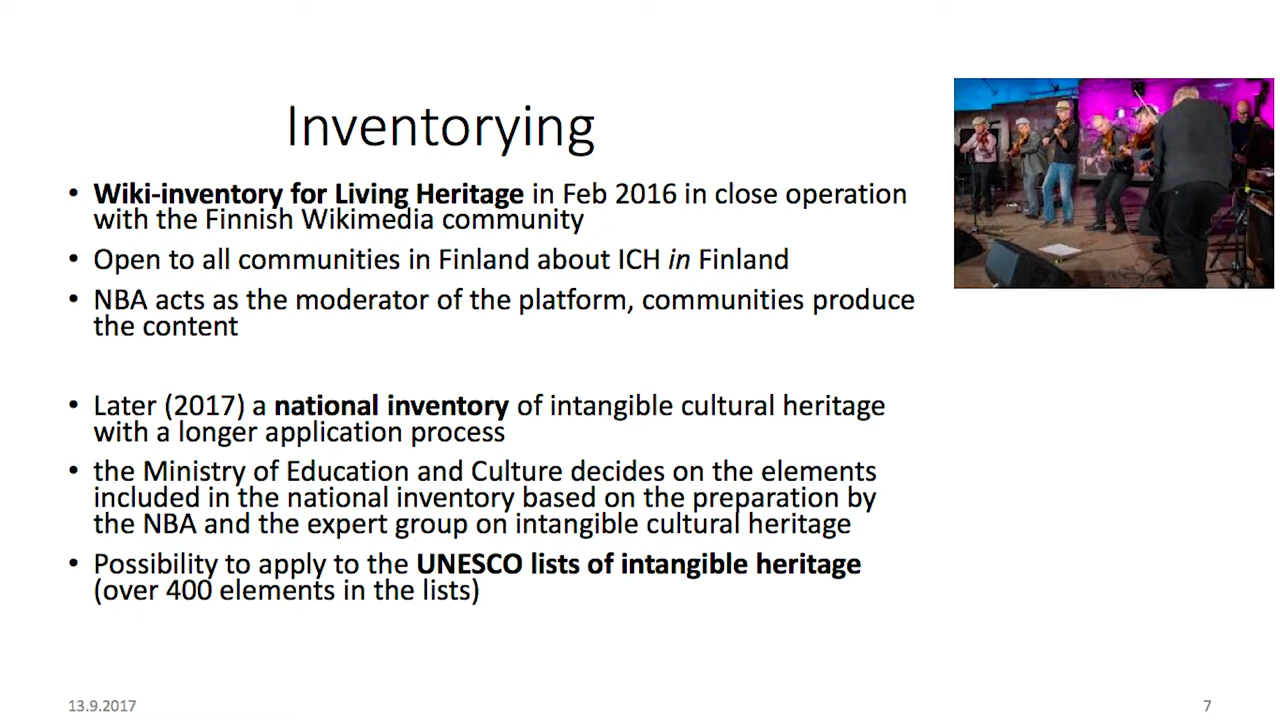 Inventorying
• Wiki-inventory for Living Heritage in Feb 2016 in close operation
with the Finnish Wikimedia community
• Open to all communities in Finland about ICH in Finland
• NBA acts as the moderator of the platform, communities produce
the content
• Later (2017) a national inventory of intangible cultural heritage
with a longer application process
• the Ministry of Education and Culture decides on the elements
included in the national inventory based on the preparation by
the NBA and the expert group on intangible cultural heritage
• Possibility to apply to the UNESCO lists of intangible heritage
(over 400 elements in the lists)
13.9.2017
7